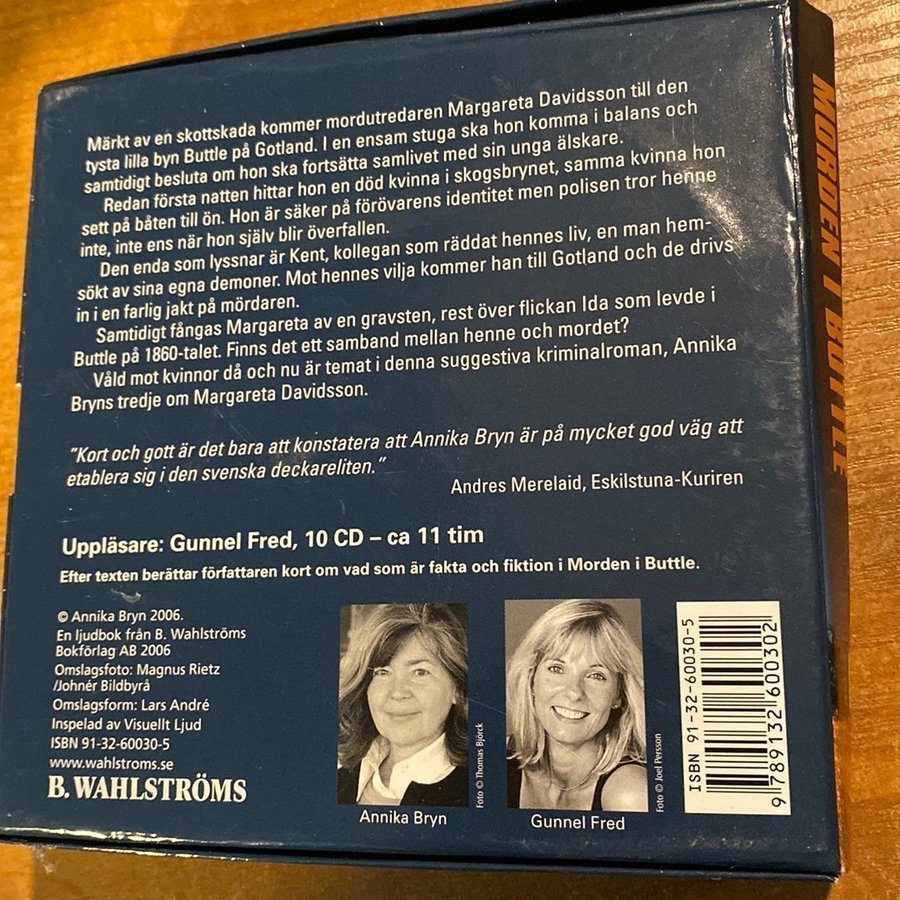 Märkt av en skottskada kommer mordutredaren Margareta Davidsson till den
tysta lilla byn Buttle på Gotland. I en ensam stuga ska hon komma i balans och
samtidigt besluta om hon ska fortsätta samlivet med sin unga älskare.
Redan första natten hittar hon en död kvinna i skogsbrynet, samma kvinna hon
sett på båten till ön. Hon är säker på förövarens identitet men polisen tror henne
inte, inte ens när hon själv blir överfallen.
Den enda som lyssnar är Kent, kollegan som räddat hennes liv, en man hem-
sökt av sina egna demoner. Mot hennes vilja kommer han till Gotland och de drivs
in i en farlig jakt på mördaren.
Samtidigt fångas Margareta av en gravsten, rest över flickan Ida som levde i
Buttle på 1860-talet. Finns det ett samband mellan henne och mordet?
Våld mot kvinnor då och nu är temat i denna suggestiva kriminalroman, Annika
Bryns tredje om Margareta Davidsson.
"Kort och gott är det bara att konstatera att Annika Bryn är på mycket god väg att
etablera sig i den svenska deckareliten."
Andres Merelaid, Eskilstuna-Kuriren
Uppläsare: Gunnel Fred, 10 CD – ca 11 tim
Efter texten berättar författaren kort om vad som är fakta och fiktion i Morden i Buttle.
© Annika Bryn 2006.
En ljudbok från B. Wahlströms
Bokförlag AB 2006
Omslagsfoto: Magnus Rietz
/Johnér Bildbyrå
Omslagsform: Lars André
Inspelad av Visuellt Ljud
ISBN 91-32-60030-5
www.wahlstroms.se
B. WAHLSTRÖMS
Foto © Thomas Björck
Annika Bryn
Foto © Joel Persson
Gunnel Fred
ISBN 91-32-60030-5
9 789132 600302
MORDEN I BUTTLE